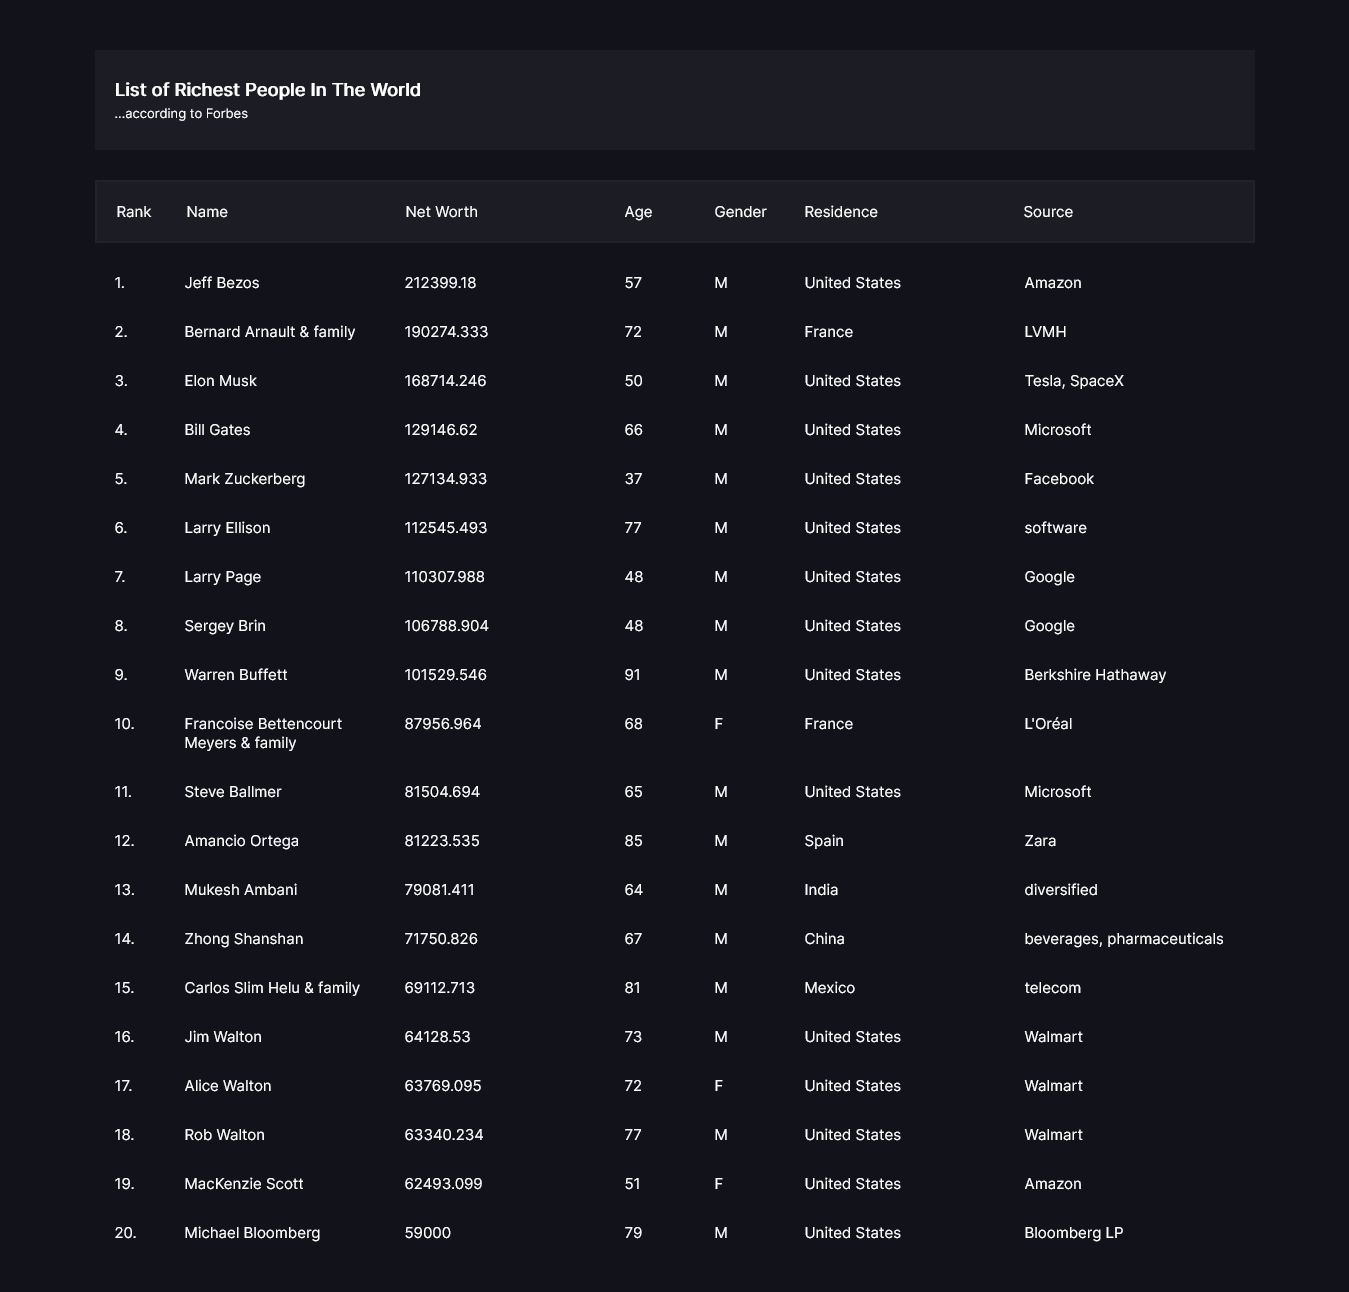 List of Richest People In The World
...according to Forbes
Rank Name Net Worth Age Gender Residence Source
1. Jeff Bezos 212399.18 57 M United States Amazon
2. Bernard Arnault & family 190274.333 72 M France LVMH
3. Elon Musk 168714.246 50 M United States Tesla, SpaceX
4. Bill Gates 129146.62 66 M United States Microsoft
5. Mark Zuckerberg 127134.933 37 M United States Facebook
6. Larry Ellison 112545.493 77 M United States software
7. Larry Page 110307.988 48 M United States Google
8. Sergey Brin 106788.904 48 M United States Google
9. Warren Buffett 101529.546 91 M United States Berkshire Hathaway
10. Francoise Bettencourt 87956.964 68 F France L'Oréal
Meyers & family
11. Steve Ballmer 81504.694 65 M United States Microsoft
12. Amancio Ortega 81223.535 85 M Spain Zara
13. Mukesh Ambani 79081.411 64 M India diversified
14. Zhong Shanshan 71750.826 67 M China beverages, pharmaceuticals
15. Carlos Slim Helu & family 69112.713 81 M Mexico telecom
16. Jim Walton 64128.53 73 M United States Walmart
17. Alice Walton 63769.095 72 F United States Walmart
18. Rob Walton 63340.234 77 M United States Walmart
19. MacKenzie Scott 62493.099 51 F United States Amazon
20. Michael Bloomberg 59000 79 M United States Bloomberg LP